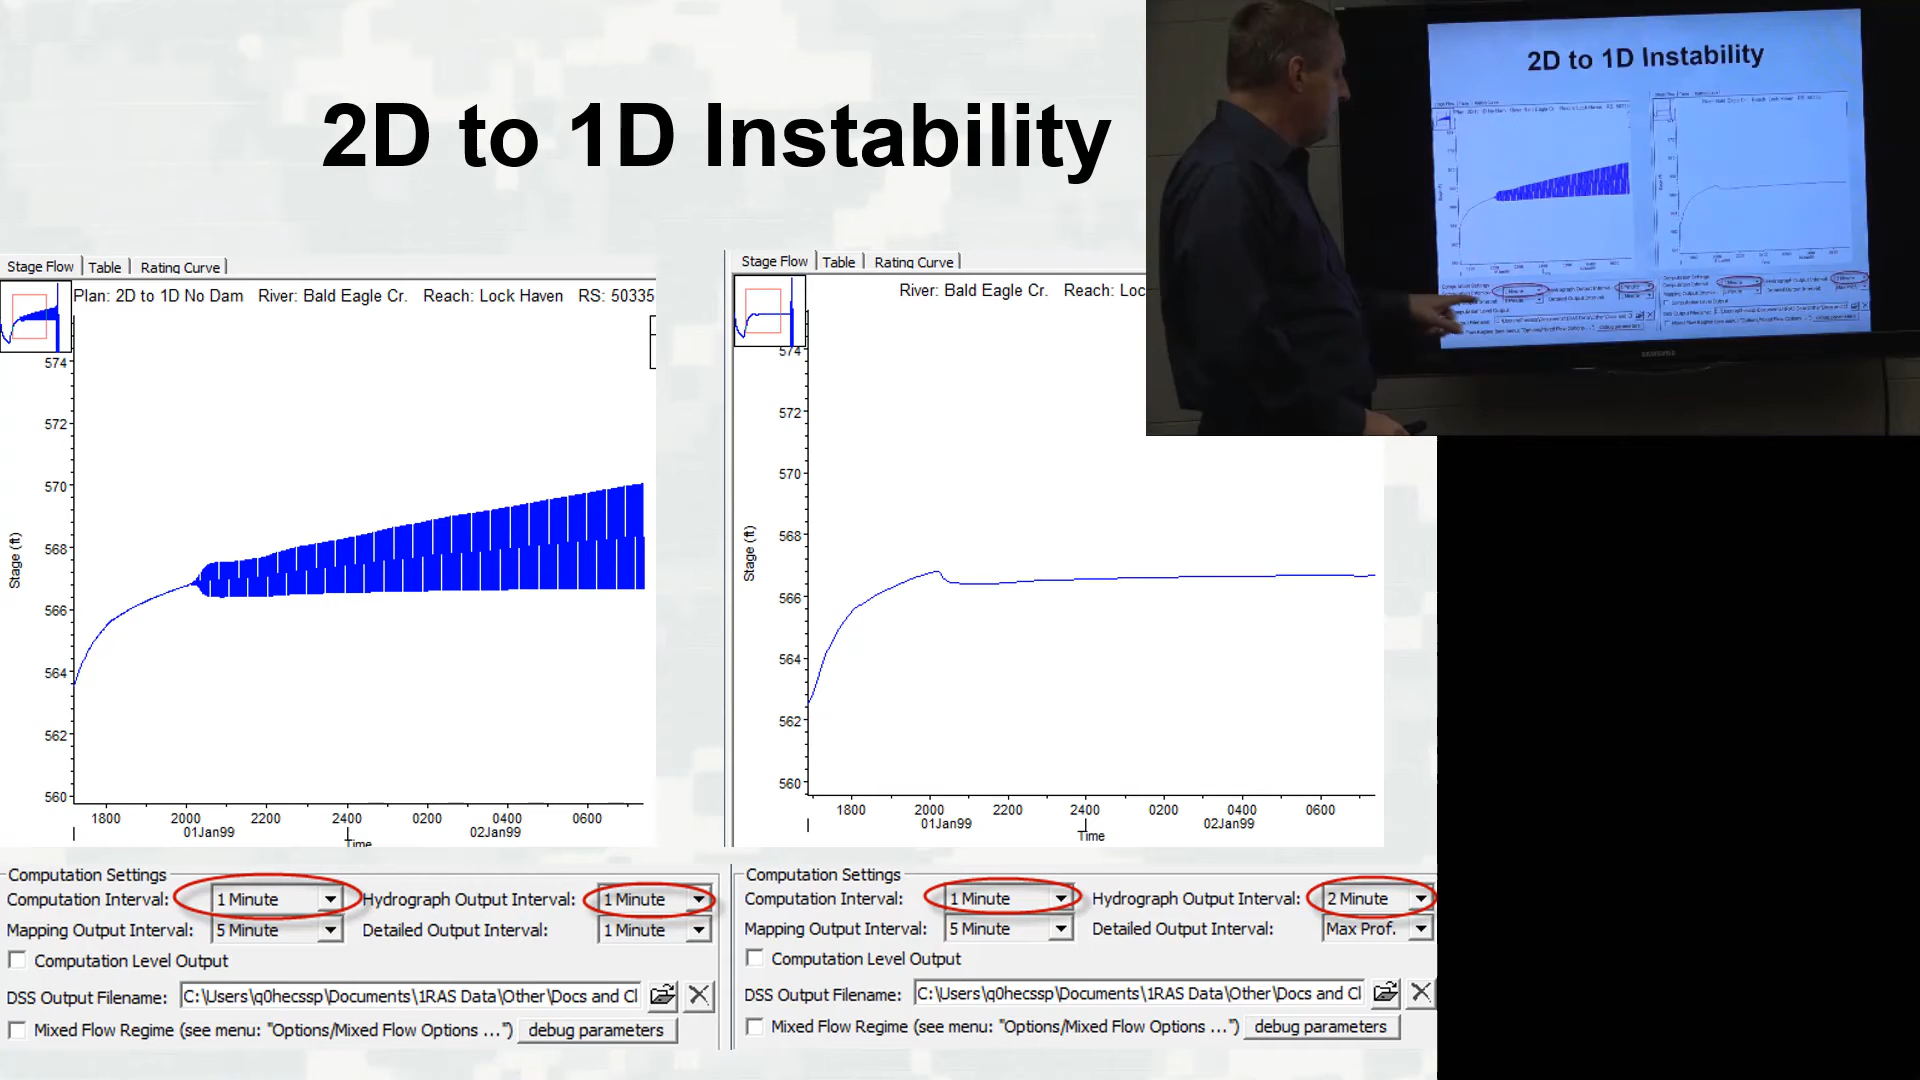 2D to 1D Instability
Stage Flow Table Rating Curve
Plan: 2D to 1D No Dam River: Bald Eagle Cr. Reach: Lock Haven RS: 50335
574
572
570
568
566
564
562
560
Stage (ft)
1800 2000 2200 2400 0200 0400 0600
01Jan99 02Jan99
Time
Computation Settings
Computation Interval: 1 Minute Hydrograph Output Interval: 1 Minute
Mapping Output Interval: 5 Minute Detailed Output Interval: 1 Minute
Computation Level Output
DSS Output Filename: C:\Users\q0hecssp\Documents\1RAS Data\Other\Docs and Cl
Mixed Flow Regime (see menu: "Options/Mixed Flow Options ...") debug parameters
Stage Flow Table Rating Curve
River: Bald Eagle Cr. Reach: Loc
574
572
570
568
566
564
562
560
Stage (ft)
1800 2000 2200 2400 0200 0400 0600
01Jan99 02Jan99
Time
Computation Settings
Computation Interval: 1 Minute Hydrograph Output Interval: 2 Minute
Mapping Output Interval: 5 Minute Detailed Output Interval: Max Prof.
Computation Level Output
DSS Output Filename: C:\Users\q0hecssp\Documents\1RAS Data\Other\Docs and Cl
Mixed Flow Regime (see menu: "Options/Mixed Flow Options ...") debug parameters
2D to 1D Instability
SAMSUNG